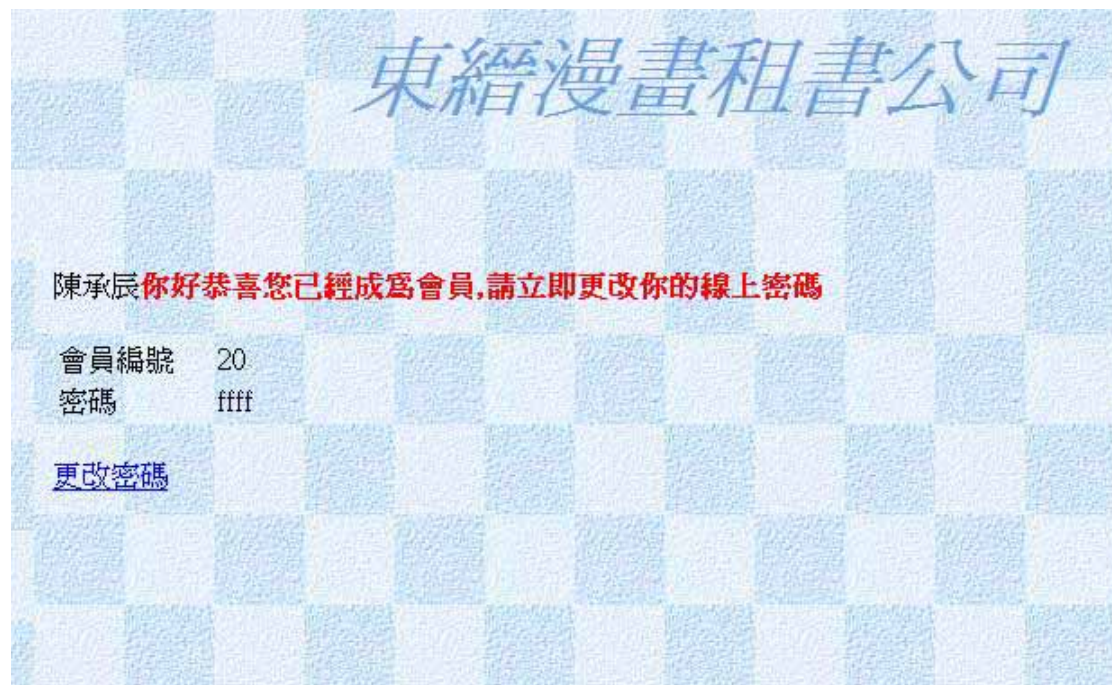 東縉漫畫租書公司
陳承辰你好恭喜您已經成為會員,請立即更改你的線上密碼
會員編號 20
密碼 ffff
更改密碼